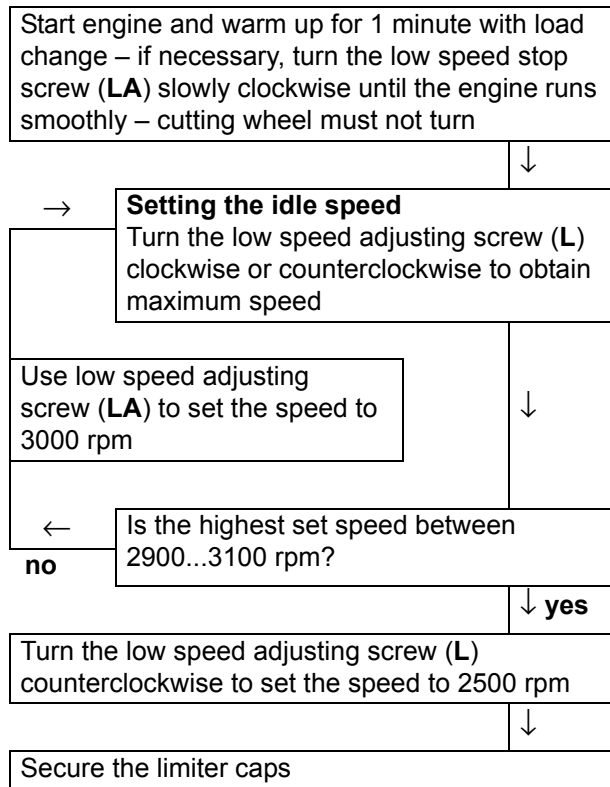 Start engine and warm up for 1 minute with load
change – if necessary, turn the low speed stop
screw (LA) slowly clockwise until the engine runs
smoothly – cutting wheel must not turn
↓
→
Setting the idle speed
Turn the low speed adjusting screw (L)
clockwise or counterclockwise to obtain
maximum speed
Use low speed adjusting
screw (LA) to set the speed to
3000 rpm
↓
←
no
Is the highest set speed between
2900...3100 rpm?
↓ yes
Turn the low speed adjusting screw (L)
counterclockwise to set the speed to 2500 rpm
↓
Secure the limiter caps